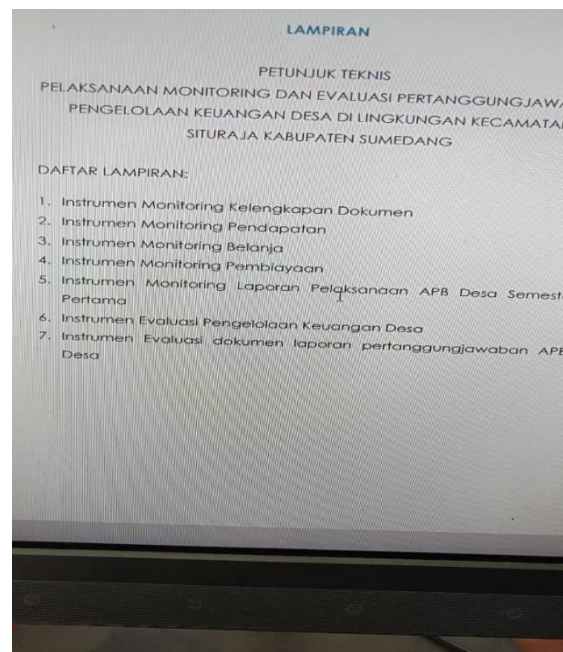 LAMPIRAN
PETUNJUK TEKNIS
PELAKSANAAN MONITORING DAN EVALUASI PERTANGGUNGJAWA
PENGELOLAAN KEUANGAN DESA DI LINGKUNGAN KECAMATA
SITURAJA KABUPATEN SUMEDANG
DAFTAR LAMPIRAN:
1. Instrumen Monitoring Kelengkapan Dokumen
2. Instrumen Monitoring Pendapatan
3. Instrumen Monitoring Belanja
4. Instrumen Monitoring Pembiayaan
5. Instrumen Monitoring Laporan Pelaksanaan APB Desa Semest
Pertama
6. Instrumen Evaluasi Pengelolaan Keuangan Desa
7. Instrumen Evaluasi dokumen laporan pertanggungjawaban APB
Desa